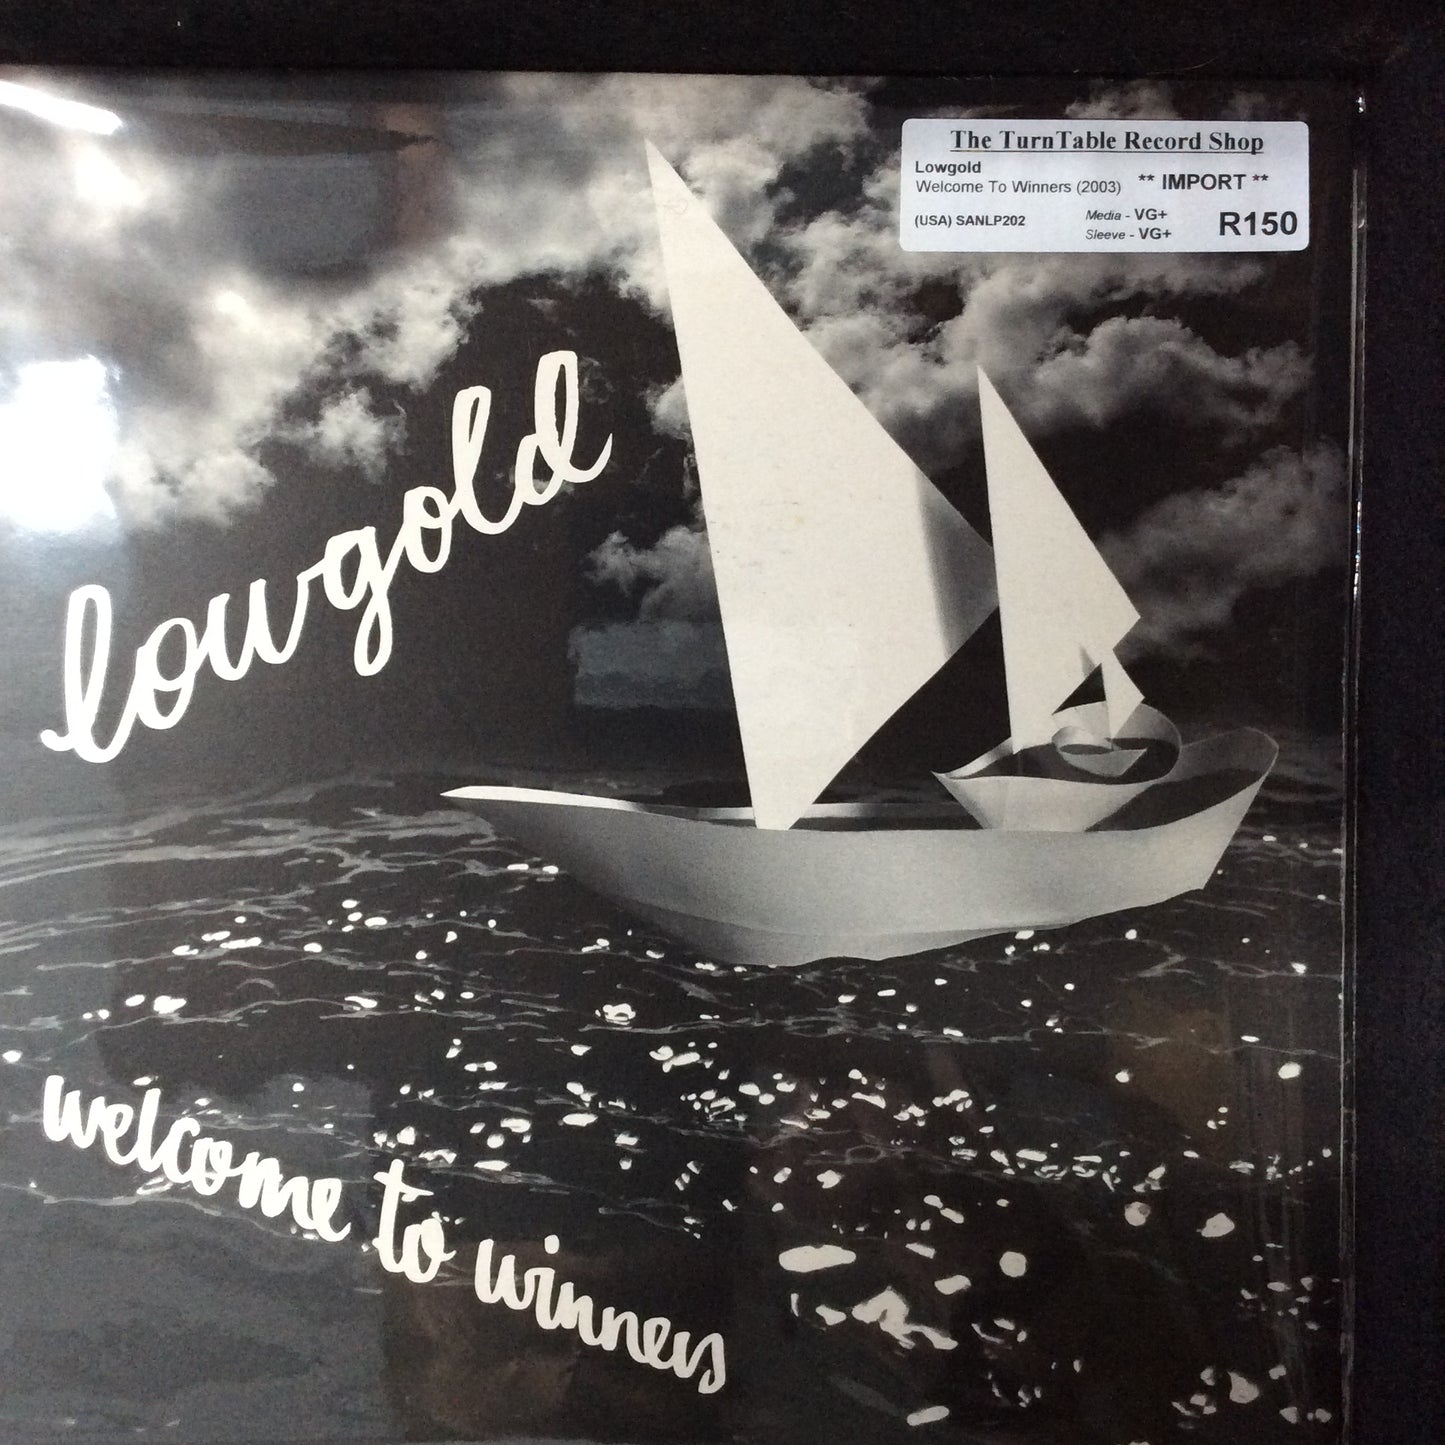 The TurnTable Record Shop
Lowgold
Welcome To Winners (2003) ** IMPORT **
(USA) SANLP202 Media - VG+ R150
Sleeve - VG+
lowgold
welcome to winners